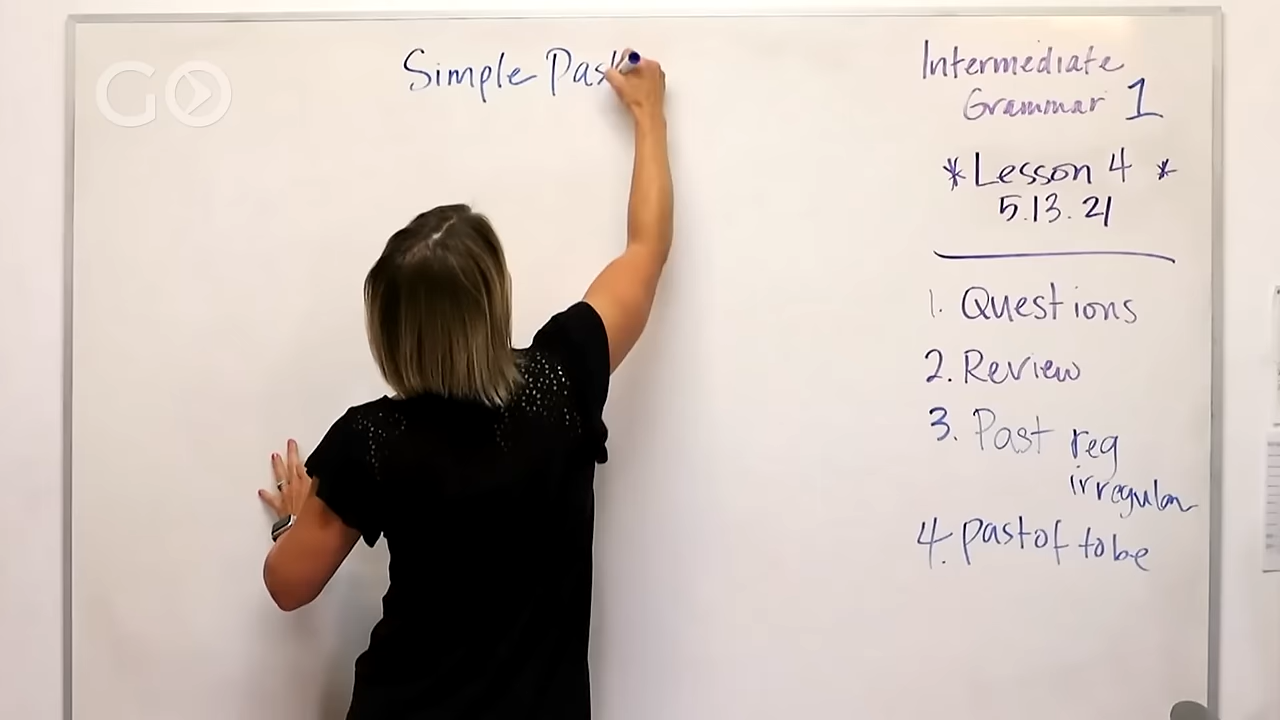 GO
Simple Past
Intermediate
Grammar 1
*Lesson 4 *
5.13.21
1. Questions
2. Review
3. Past reg
irregular
4. past of to be